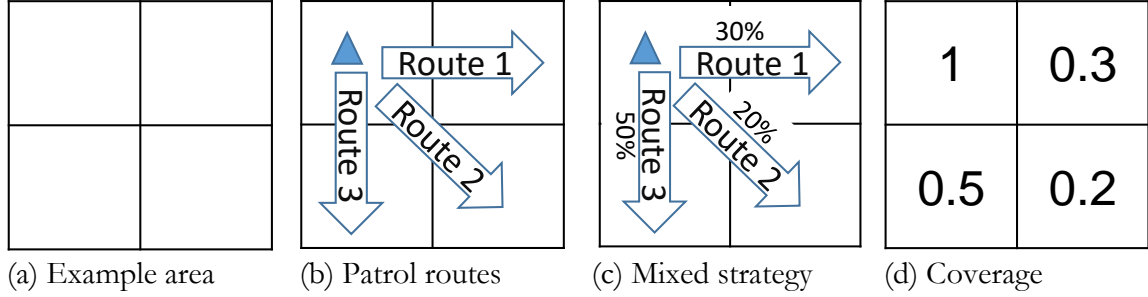 Route 1
Route 2
Route 3
30%
Route 1
20%
Route 2
50%
Route 3
1
0.3
0.5
0.2
(a) Example area
(b) Patrol routes
(c) Mixed strategy
(d) Coverage